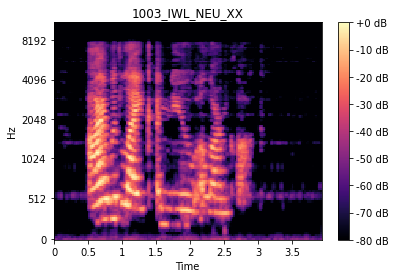 1003_IWL_NEU_XX
+0 dB
8192
-10 dB
4096
-20 dB
-30 dB
2048
-40 dB
Hz
1024
-50 dB
512
-60 dB
-70 dB
0
-80 dB
0 0.5 1 1.5 2 2.5 3 3.5
Time